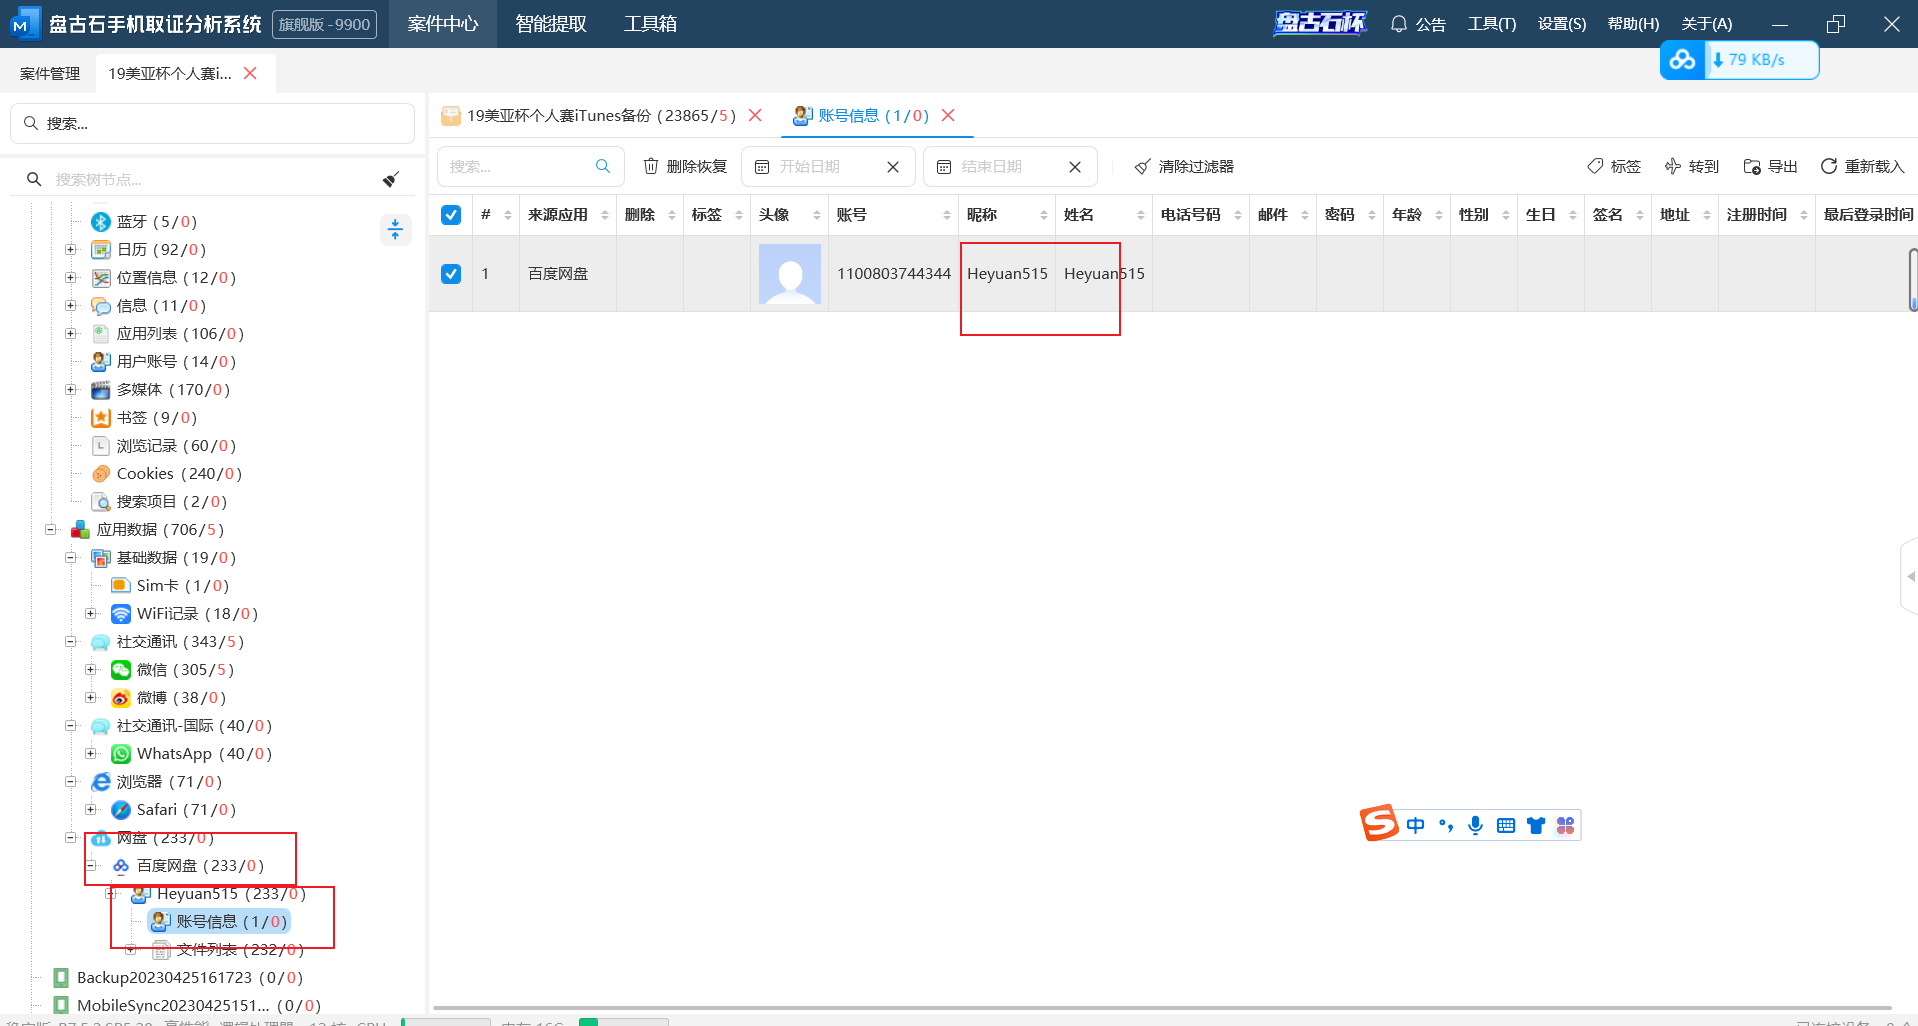 盘古石手机取证分析系统 旗舰版 -9900 案件中心 智能提取 工具箱 盘古石杯 公告 工具(T) 设置(S) 帮助(H) 关于(A)
79 KB/s
案件管理 19美亚杯个人赛i...
搜索...
搜索树节点...
蓝牙 (5/0)
日历 (92/0)
位置信息 (12/0)
信息 (11/0)
应用列表 (106/0)
用户账号 (14/0)
多媒体 (170/0)
书签 (9/0)
浏览记录 (60/0)
Cookies (240/0)
搜索项目 (2/0)
应用数据 (706/5)
基础数据 (19/0)
Sim卡 (1/0)
WiFi记录 (18/0)
社交通讯 (343/5)
微信 (305/5)
微博 (38/0)
社交通讯-国际 (40/0)
WhatsApp (40/0)
浏览器 (71/0)
Safari (71/0)
网盘 (233/0)
百度网盘 (233/0)
Heyuan515 (233/0)
账号信息 (1/0)
文件列表 (232/0)
Backup20230425161723 (0/0)
MobileSync20230425151... (0/0)
19美亚杯个人赛iTunes备份 (23865/5) 账号信息 (1/0)
搜索... 删除恢复 开始日期 结束日期 清除过滤器 标签 转到 导出 重新载入
# 来源应用 删除 标签 头像 账号 昵称 姓名 电话号码 邮件 密码 年龄 性别 生日 签名 地址 注册时间 最后登录时间
1 百度网盘 1100803744344 Heyuan515 Heyuan515
中